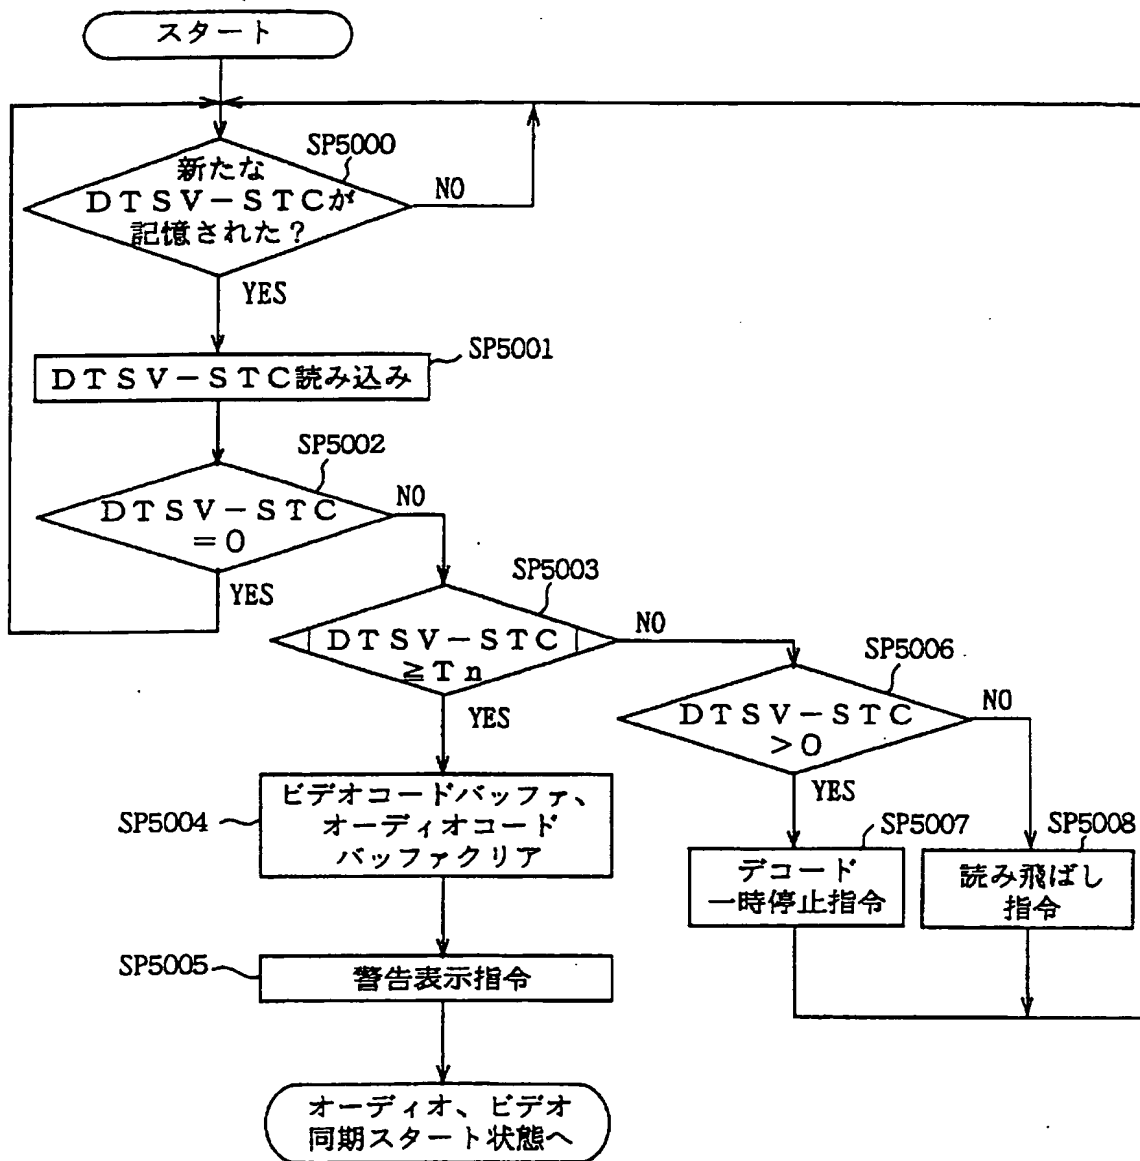 スタート
SP5000
新たな
DTSV-STCが
記憶された?
NO
YES
SP5001
DTSV-STC読み込み
SP5002
DTSV-STC
=0
NO
YES
SP5003
|DTSV-STC|
≧Tn
NO
YES
SP5006
DTSV-STC
>0
NO
YES
SP5004
ビデオコードバッファ、
オーディオコード
バッファクリア
SP5007
デコード
一時停止指令
SP5008
読み飛ばし
指令
SP5005
警告表示指令
オーディオ、ビデオ
同期スタート状態へ